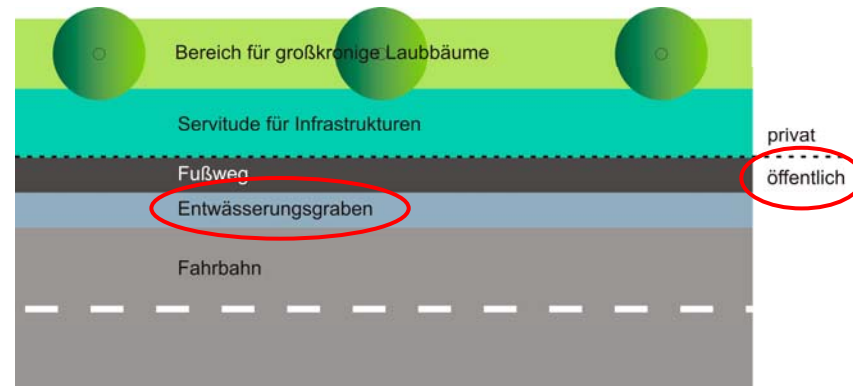 Bereich für großkronige Laubbäume
Servitude für Infrastrukturen
privat
Fußweg
öffentlich
Entwässerungsgraben
Fahrbahn